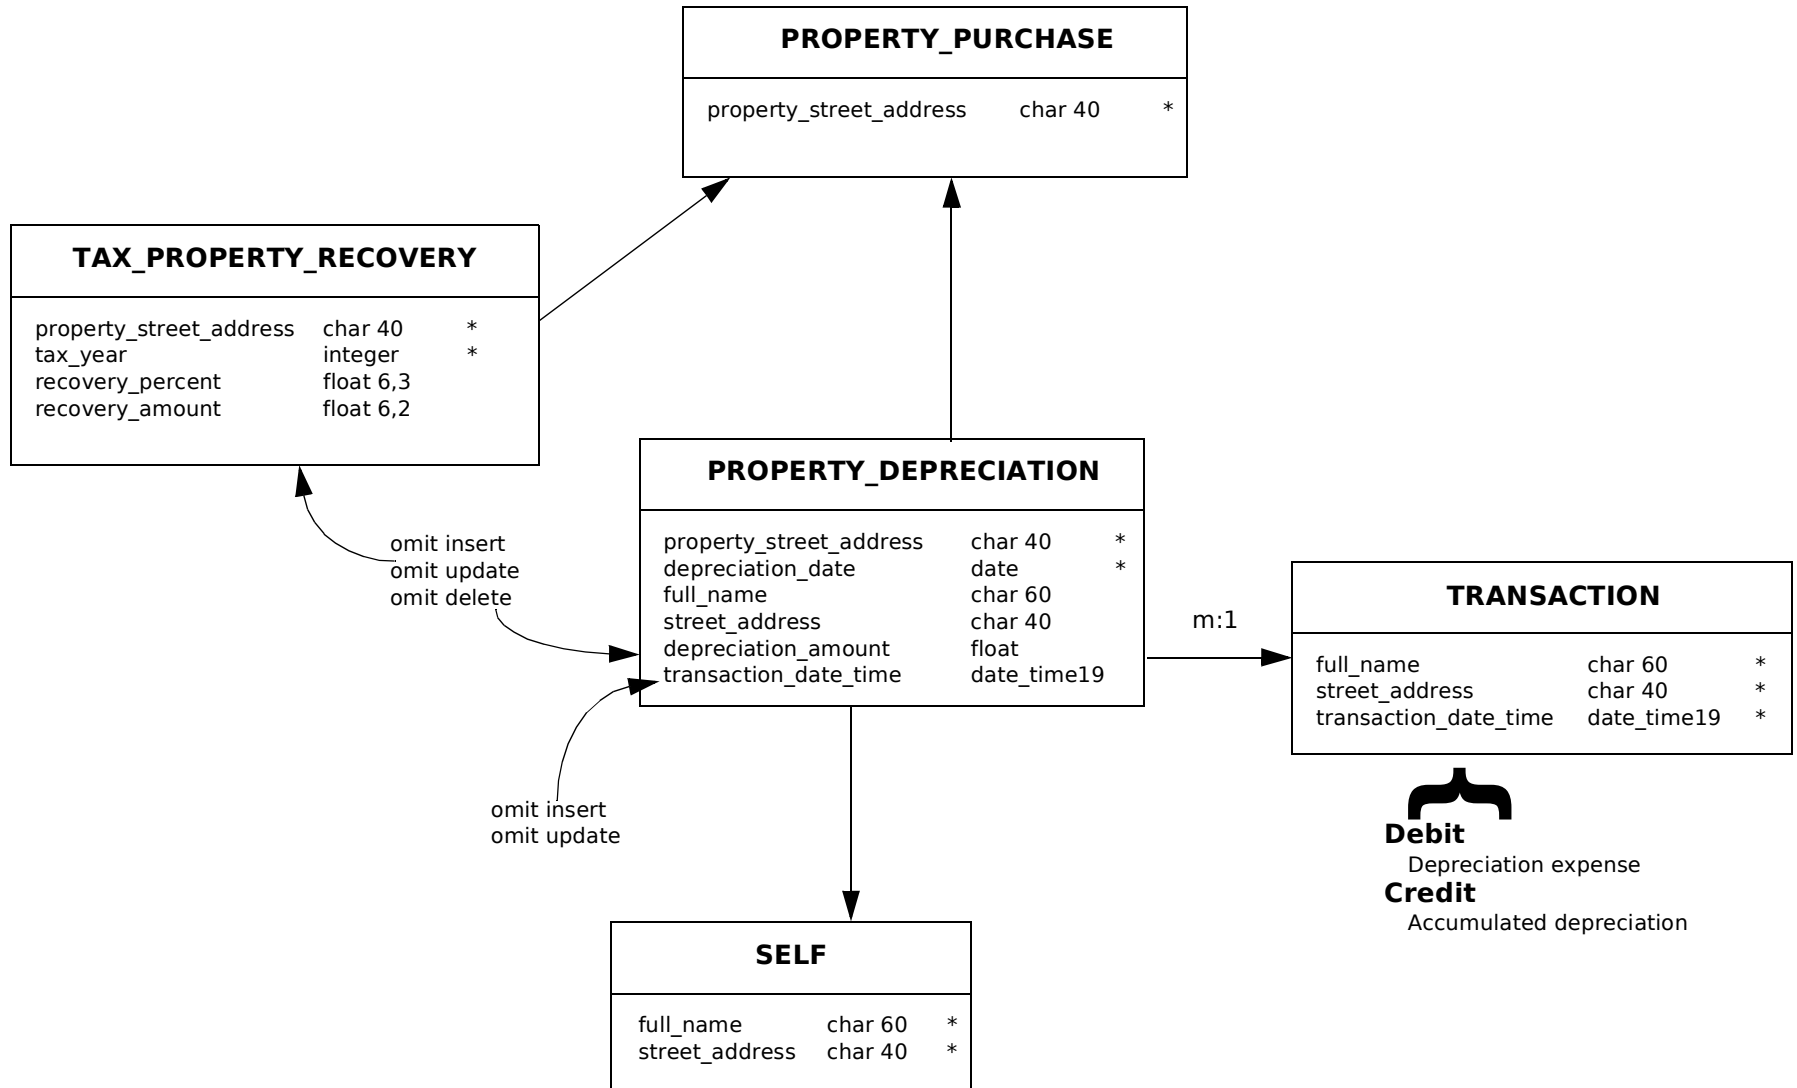 PROPERTY_PURCHASE
property_street_address char 40 *
TAX_PROPERTY_RECOVERY
property_street_address char 40 *
tax_year integer *
recovery_percent float 6,3
recovery_amount float 6,2
omit insert
omit update
omit delete
PROPERTY_DEPRECIATION
property_street_address char 40 *
depreciation_date date *
full_name char 60
street_address char 40
depreciation_amount float
transaction_date_time date_time19
m:1
TRANSACTION
full_name char 60 *
street_address char 40 *
transaction_date_time date_time19 *
Debit
Depreciation expense
Credit
Accumulated depreciation
omit insert
omit update
SELF
full_name char 60 *
street_address char 40 *